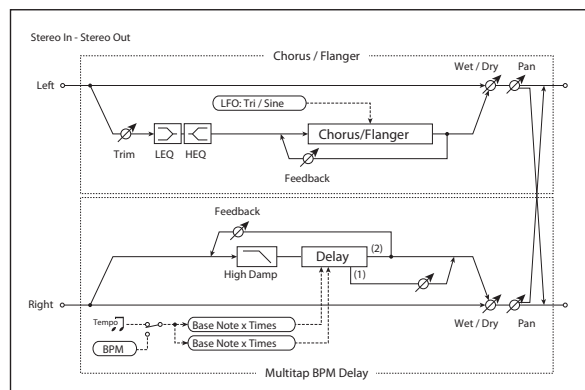 Stereo In - Stereo Out
Chorus / Flanger
Wet / Dry
Pan
Left
LFO: Tri / Sine
Chorus/Flanger
Trim
LEQ
HEQ
Feedback
Feedback
High Damp
Delay
(2)
(1)
Right
Tempo
BPM
Base Note x Times
Base Note x Times
Wet / Dry
Pan
Multitap BPM Delay